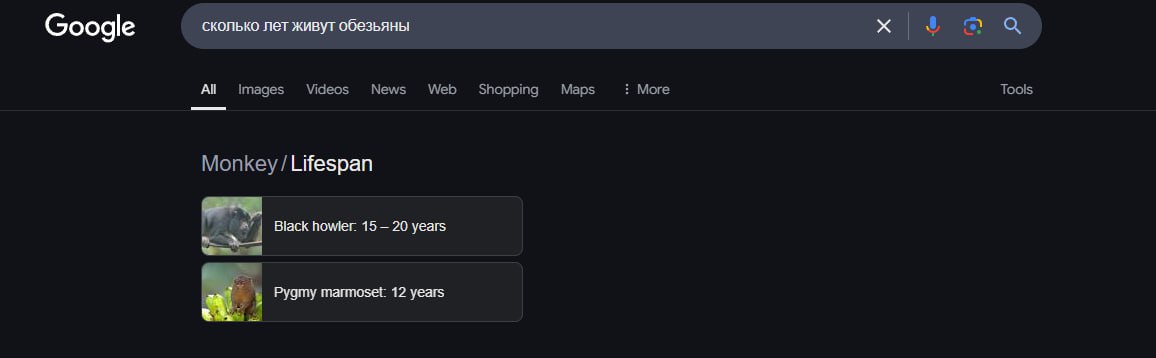 Google
сколько лет живут обезьяны
All Images Videos News Web Shopping Maps More Tools
Monkey/Lifespan
Black howler: 15 – 20 years
Pygmy marmoset: 12 years